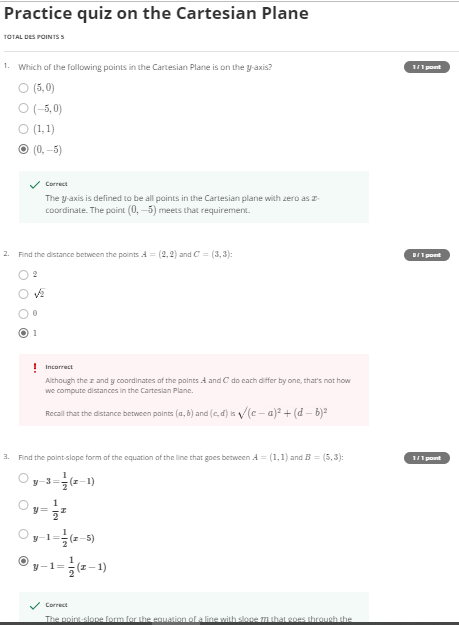 Practice quiz on the Cartesian Plane
TOTAL DES POINTS 5
1. Which of the following points in the Cartesian Plane is on the y-axis?
1 / 1 point
(5, 0)
(−5, 0)
(1, 1)
(0, −5)
Correct
The y-axis is defined to be all points in the Cartesian plane with zero as x-
coordinate. The point (0, −5) meets that requirement.
2. Find the distance between the points A = (2, 2) and C = (3, 3):
0 / 1 point
2
√2
0
1
Incorrect
Although the x and y coordinates of the points A and C do each differ by one, that's not how
we compute distances in the Cartesian Plane.
Recall that the distance between points (a, b) and (c, d) is √(c − a)² + (d − b)²
3. Find the point-slope form of the equation of the line that goes between A = (1, 1) and B = (5, 3):
1 / 1 point
y−3=1/2(x−1)
y= 1/2 x
y−1=1/2(x−5)
y−1= 1/2(x−1)
Correct
The point-slope form for the equation of a line with slope m that goes through the